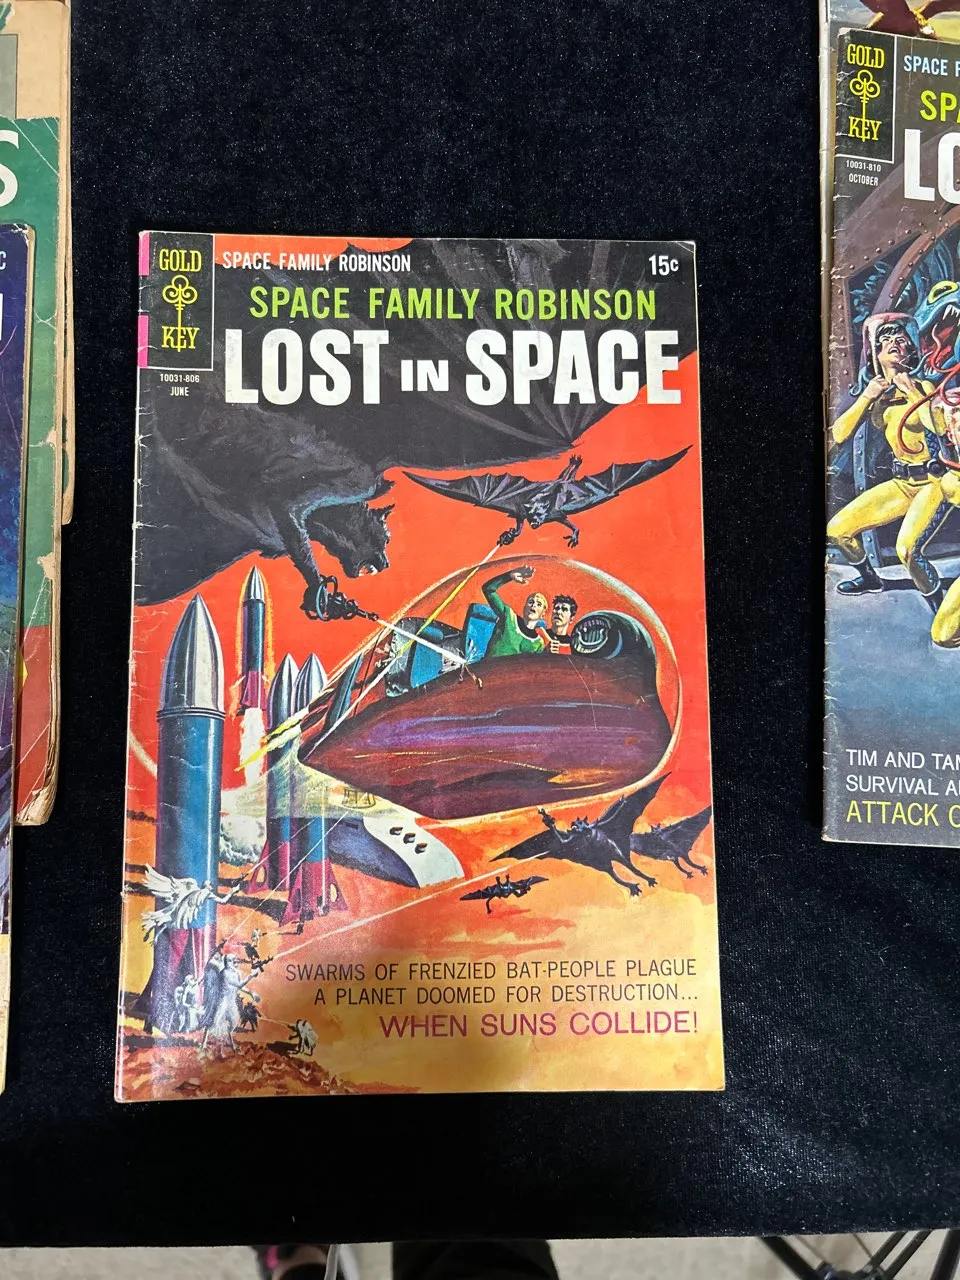 GOLD
KEY
10031-806
JUNE
SPACE FAMILY ROBINSON
15c
SPACE FAMILY ROBINSON
LOST IN SPACE
SWARMS OF FRENZIED BAT-PEOPLE PLAGUE
A PLANET DOOMED FOR DESTRUCTION...
WHEN SUNS COLLIDE!
GOLD
KEY
10031-810
OCTOBER
SPACE F
SPA
LO
TIM AND TAM
SURVIVAL A
ATTACK O
S
C